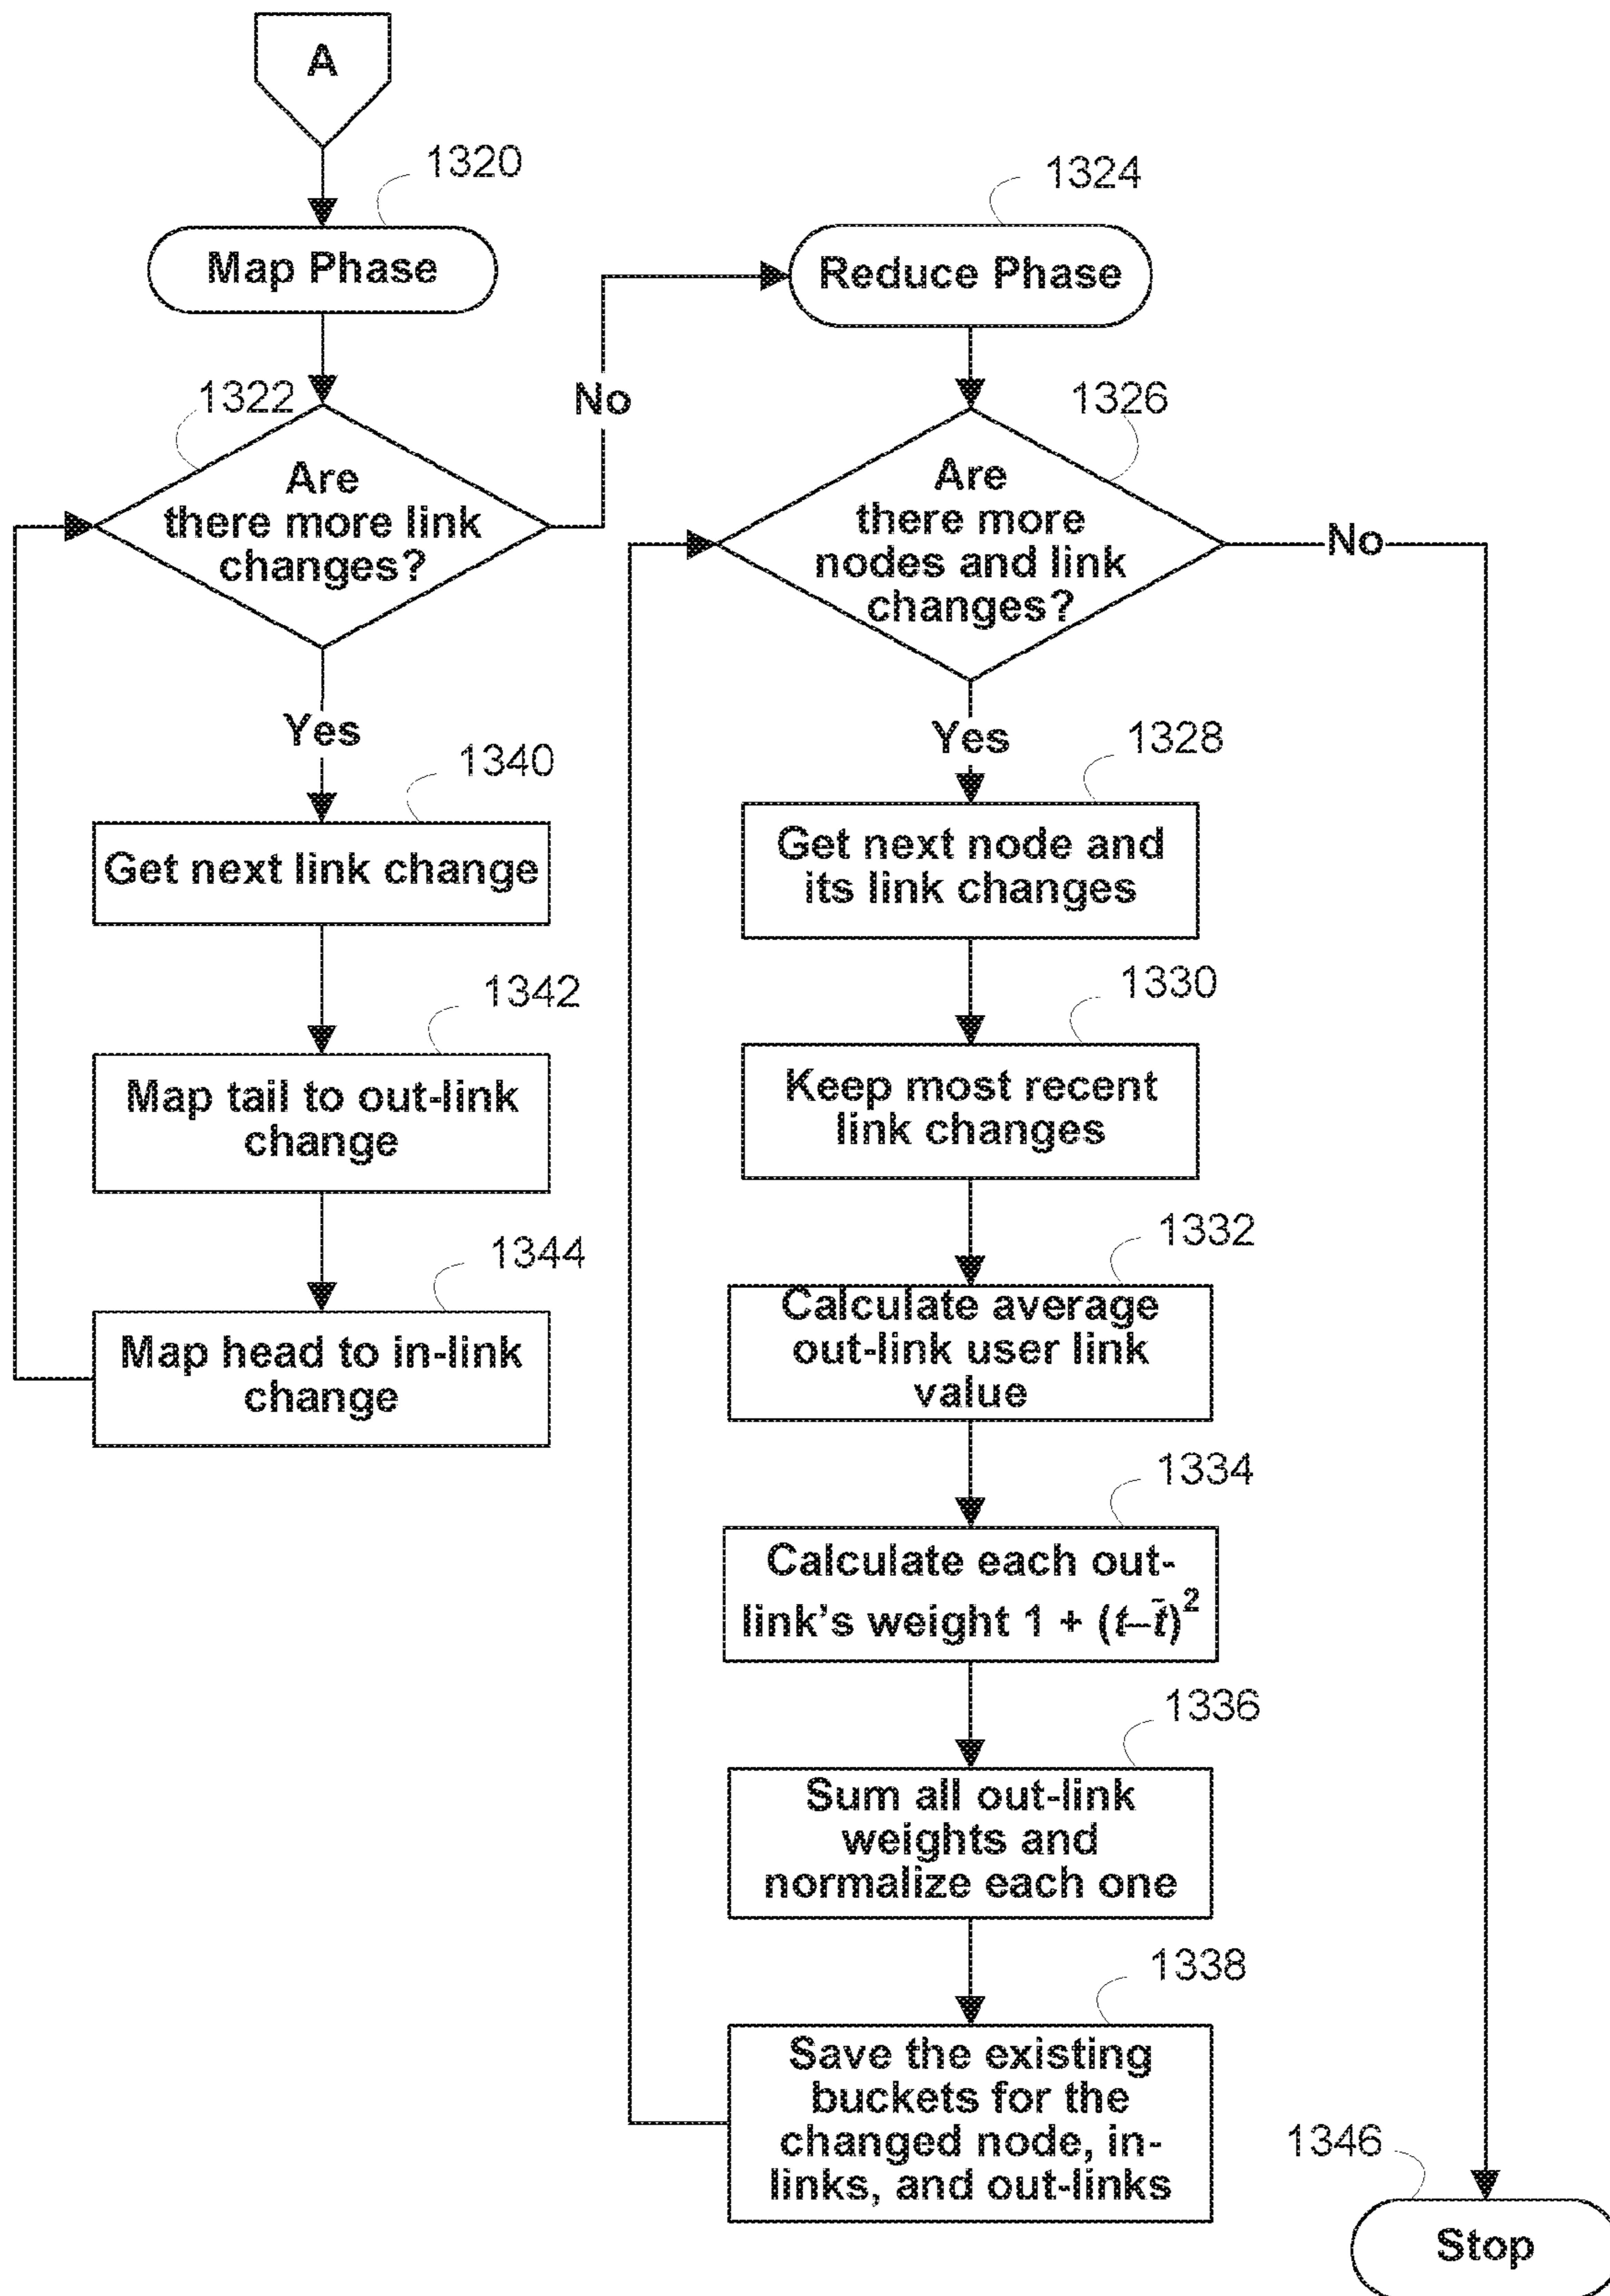 A
1320
Map Phase
1322
Are
there more link
changes?
No
Yes
1340
Get next link change
1342
Map tail to out-link
change
1344
Map head to in-link
change
1324
Reduce Phase
1326
Are
there more
nodes and link
changes?
No
Yes
1328
Get next node and
its link changes
1330
Keep most recent
link changes
1332
Calculate average
out-link user link
value
1334
Calculate each out-
link's weight 1 + (t–t̄)²
1336
Sum all out-link
weights and
normalize each one
1338
Save the existing
buckets for the
changed node, in-
links, and out-links
1346
Stop